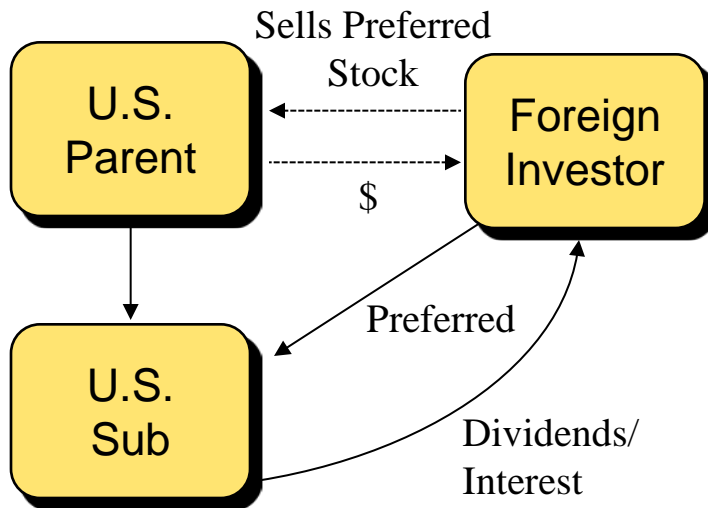 Sells Preferred
Stock
U.S.
Parent
Foreign
Investor
$
Preferred
U.S.
Sub
Dividends/
Interest